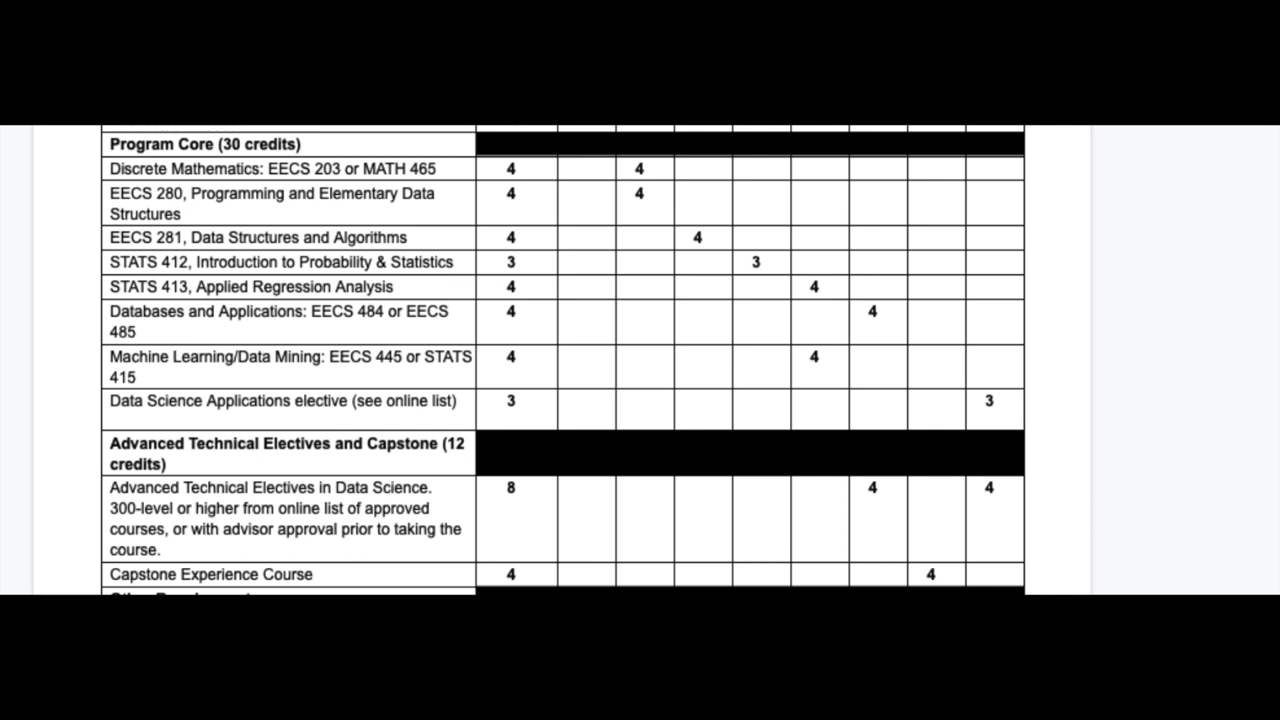 Program Core (30 credits)
Discrete Mathematics: EECS 203 or MATH 465 4 4
EECS 280, Programming and Elementary Data 4 4
Structures
EECS 281, Data Structures and Algorithms 4 4
STATS 412, Introduction to Probability & Statistics 3 3
STATS 413, Applied Regression Analysis 4 4
Databases and Applications: EECS 484 or EECS 4 4
485
Machine Learning/Data Mining: EECS 445 or STATS 4 4
415
Data Science Applications elective (see online list) 3 3
Advanced Technical Electives and Capstone (12
credits)
Advanced Technical Electives in Data Science. 8 4 4
300-level or higher from online list of approved
courses, or with advisor approval prior to taking the
course.
Capstone Experience Course 4 4